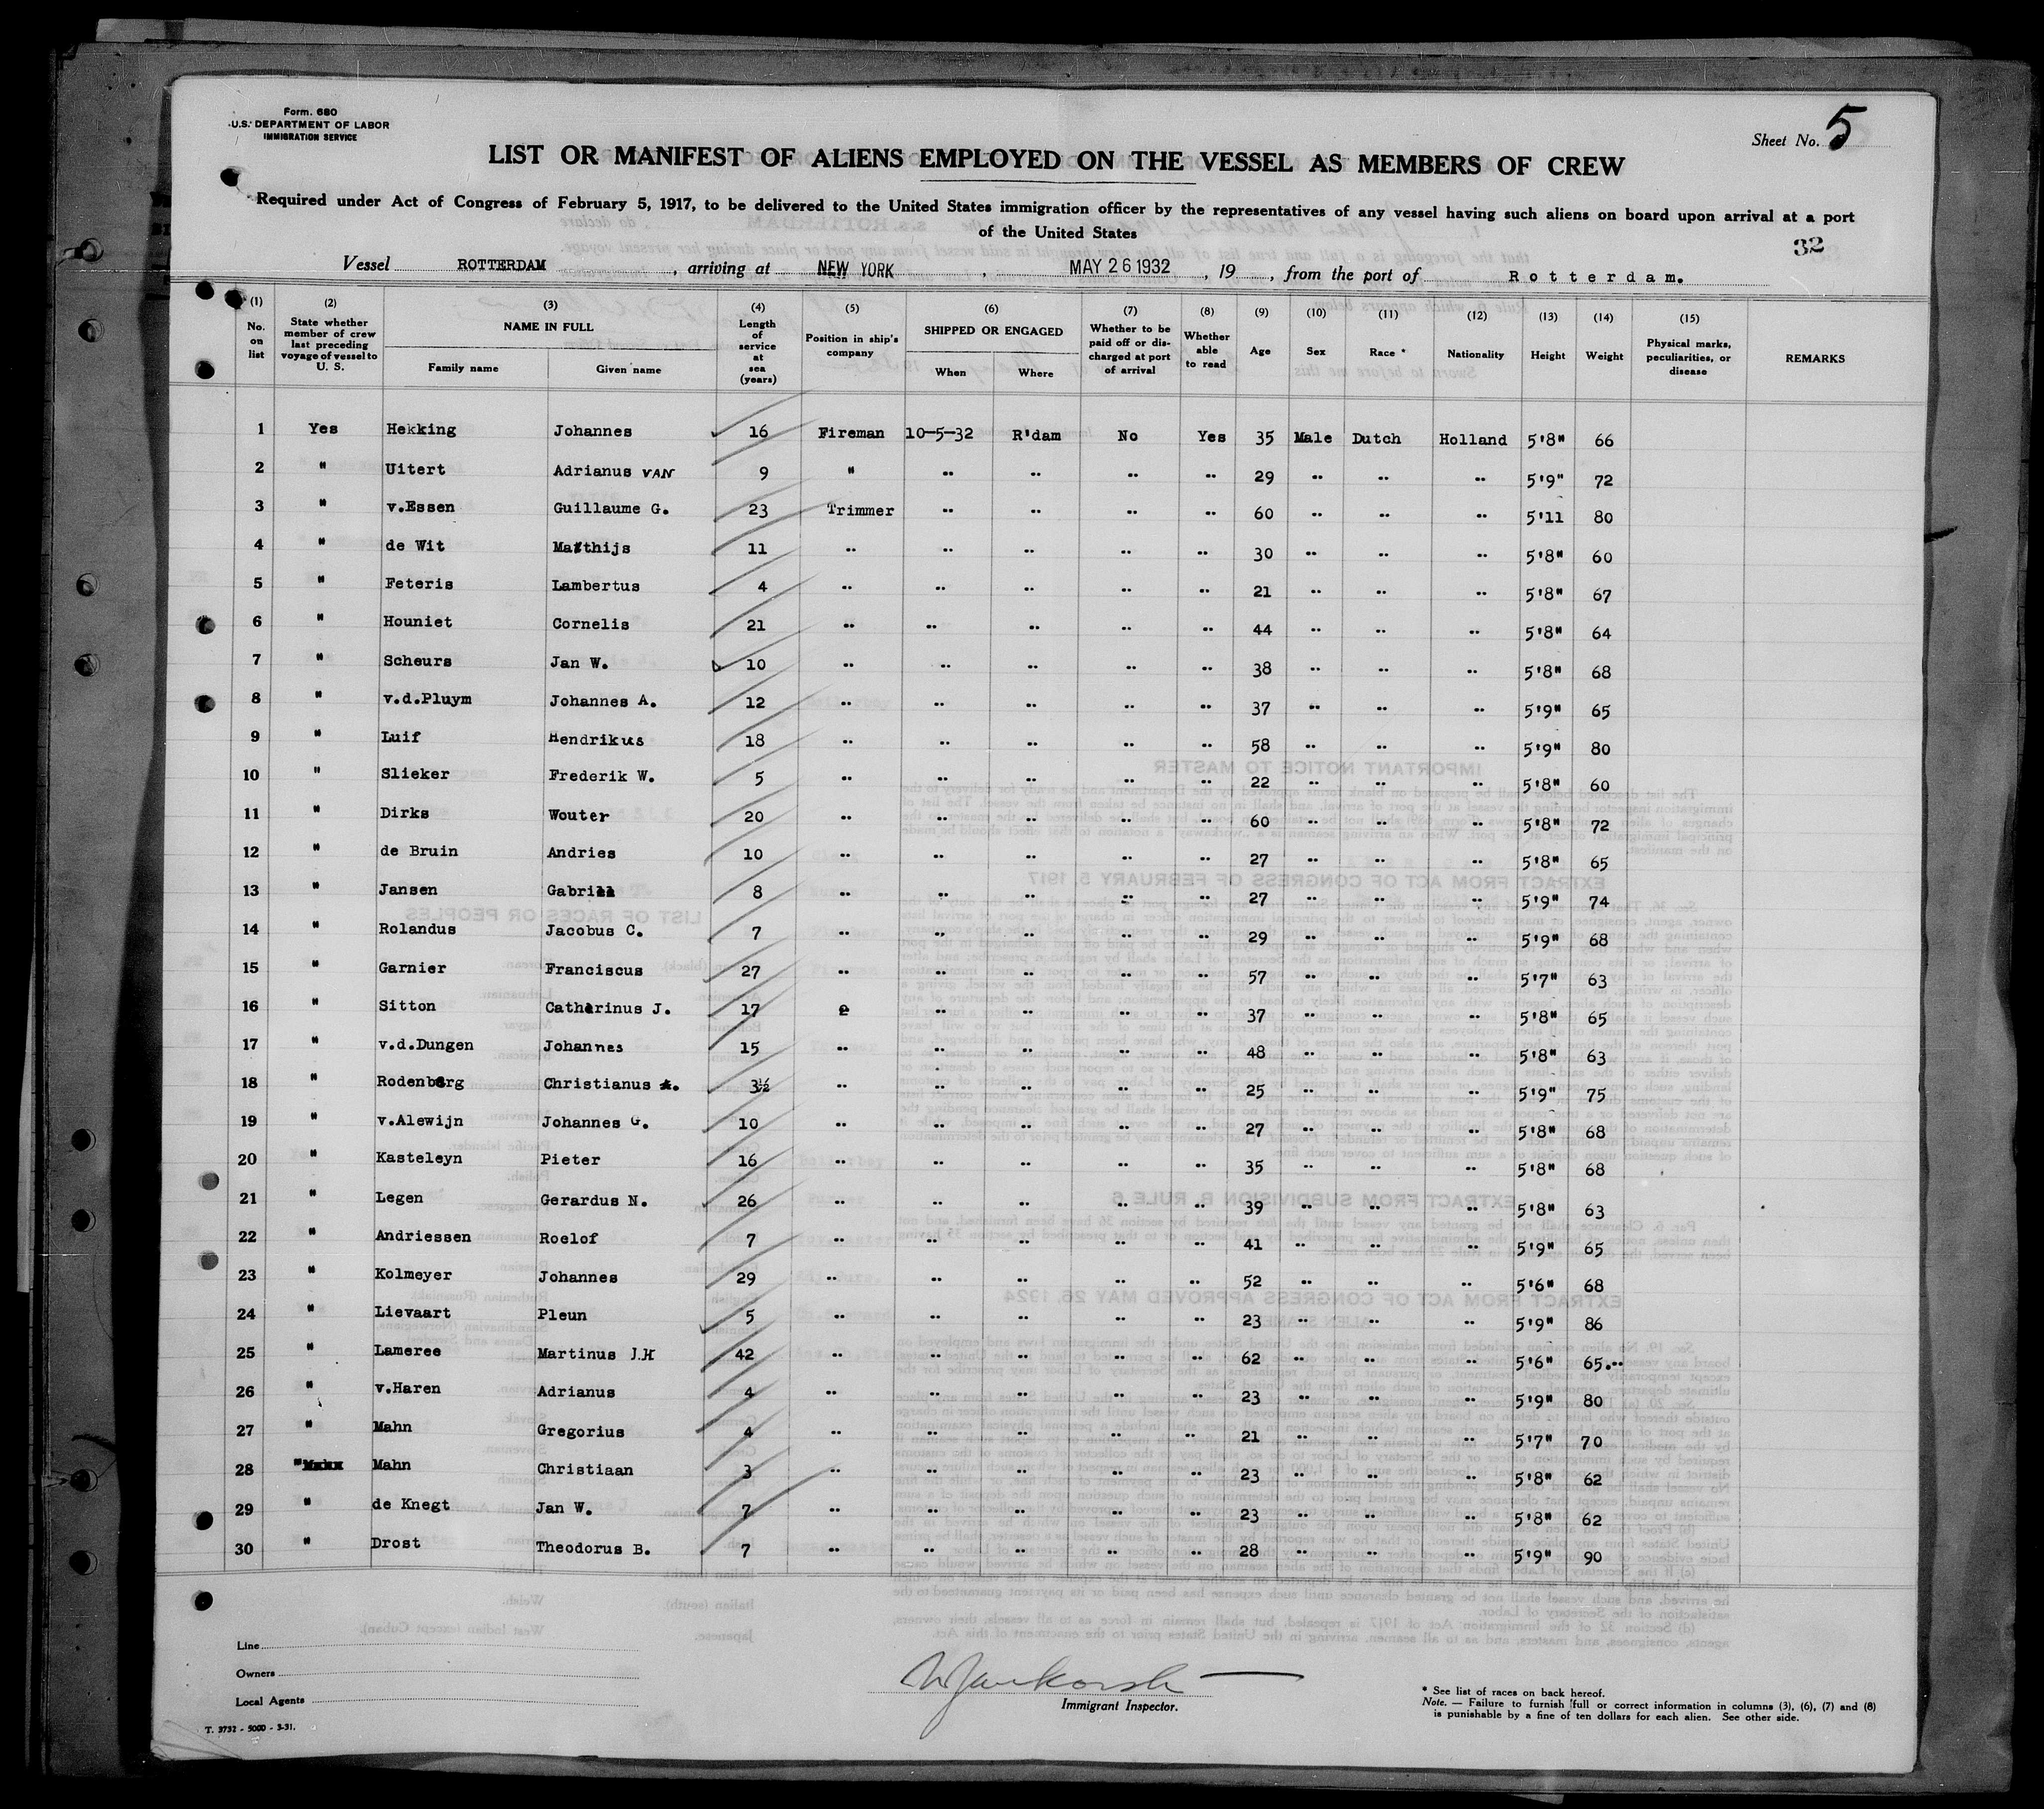 Form. 680
U.S. DEPARTMENT OF LABOR
IMMIGRATION SERVICE
Sheet No. 5
LIST OR MANIFEST OF ALIENS EMPLOYED ON THE VESSEL AS MEMBERS OF CREW
Required under Act of Congress of February 5, 1917, to be delivered to the United States immigration officer by the representatives of any vessel having such aliens on board upon arrival at a port
of the United States
32
Vessel ROTTERDAM, arriving at NEW YORK, MAY 26 1932, 19, from the port of Rotterdam.
(1) No. on list (2) State whether member of crew last preceding voyage of vessel to U. S. (3) NAME IN FULL Family name Given name (4) Length of service at sea (years) (5) Position in ship's company (6) SHIPPED OR ENGAGED When Where (7) Whether to be paid off or discharged at port of arrival (8) Whether able to read (9) Age (10) Sex (11) Race * (12) Nationality (13) Height (14) Weight (15) Physical marks, peculiarities, or disease REMARKS
1 Yes Hekking Johannes 16 Fireman 10-5-32 R'dam No Yes 35 Male Dutch Holland 5'8" 66
2 " Uitert Adrianus VAN 9 " " " " " 29 " " " 5'9" 72
3 " v.Essen Guillaume G. 23 Trimmer " " " " 60 " " " 5'11 80
4 " de Wit Matthijs 11 " " " " " 30 " " " 5'8" 60
5 " Feteris Lambertus 4 " " " " " 21 " " " 5'8" 67
6 " Houniet Cornelis 21 " " " " " 44 " " " 5'8" 64
7 " Scheurs Jan W. 10 " " " " " 38 " " " 5'8" 68
8 " v.d.Pluym Johannes A. 12 " " " " " 37 " " " 5'9" 65
9 " Luif Hendrikus 18 " " " " " 58 " " " 5'9" 80
10 " Slieker Frederik W. 5 " " " " " 22 " " " 5'8" 60
11 " Dirks Wouter 20 " " " " " 60 " " " 5'8" 72
12 " de Bruin Andries 10 " " " " " 27 " " " 5'8" 65
13 " Jansen 8 " " " " " 27 " " " 5'9" 74
14 " Rolandus Jacobus C. 7 " " " " " 29 " " " 5'9" 68
15 " Garnier Franciscus 27 " " " " " 57 " " " 5'7" 63
16 " Sitton Catharinus J. 17 " " " " " 37 " " " 5'8" 65
17 " v.d.Dungen Johannes 15 " " " " " 48 " " " 5'8" 63
18 " Rodenberg Christianus 3½ " " " " " 25 " " " 5'9" 75
19 " v.Alewijn Johannes G. 10 " " " " " 27 " " " 5'8" 68
20 " Kasteleyn Pieter 16 " " " " " 35 " " " 5'8" 68
21 " Legen Gerardus N. 26 " " " " " 39 " " " 5'8" 63
22 " Andriessen Roelof 7 " " " " " 41 " " " 5'9" 65
23 " Kolmeyer Johannes 29 " " " " " 52 " " " 5'6" 68
24 " Lievaart Pleun 5 " " " " " 23 " " " 5'9" 86
25 " Lameree Martinus J.H 42 " " " " " 62 " " " 5'6" 65
26 " v.Haren Adrianus 4 " " " " " 23 " " " 5'9" 80
27 " Mahn Gregorius 4 " " " " " 21 " " " 5'7" 70
28 " Mahn Christiaan 3 " " " " " 23 " " " 5'8" 62
29 " de Knegt Jan W. 7 " " " " " 23 " " " 5'8" 62
30 " Drost Theodorus B. 7 " " " " " 28 " " " 5'9" 90
Line
Owners
Local Agents
T. 3732 - 5000 - 3-31.
Immigrant Inspector.
* See list of races on back hereof.
Note. — Failure to furnish full or correct information in columns (3), (6), (7) and (8)
is punishable by a fine of ten dollars for each alien. See other side.